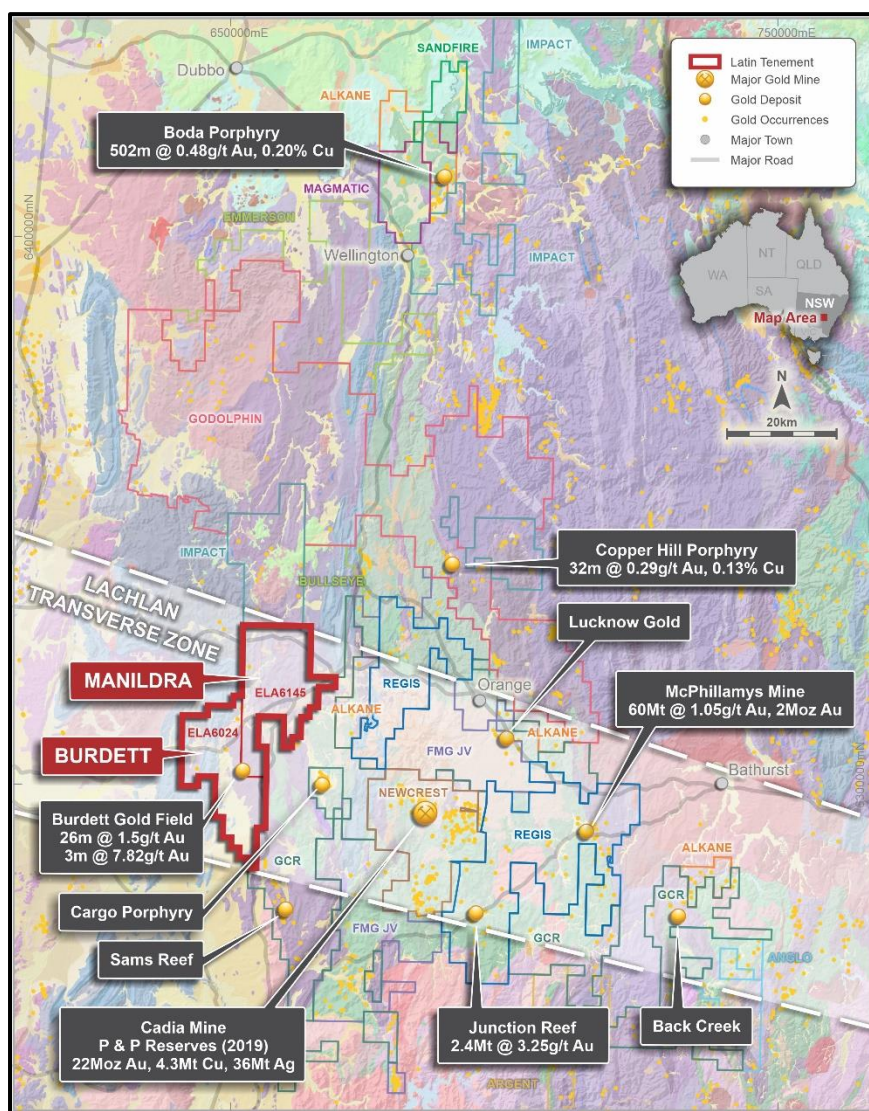 650000mE
750000mE
6400000mN
Dubbo
SANDFIRE
IMPACT
ALKANE
Latin Tenement
Major Gold Mine
Gold Deposit
Gold Occurrences
Major Town
Major Road
Boda Porphyry
502m @ 0.48g/t Au, 0.20% Cu
MAGMATIC
EMMERSON
Wellington
IMPACT
WA
NT
QLD
SA
NSW
Map Area
N
20km
GODOLPHIN
IMPACT
BULLSEYE
Copper Hill Porphyry
32m @ 0.29g/t Au, 0.13% Cu
LACHLAN
TRANSVERSE ZONE
Lucknow Gold
MANILDRA
ELA6145
REGIS
Orange
McPhillamys Mine
60Mt @ 1.05g/t Au, 2Moz Au
ALKANE
ELA6024
ALKANE
BURDETT
FMG JV
Bathurst
NEWCREST
Burdett Gold Field
26m @ 1.5g/t Au
3m @ 7.82g/t Au
REGIS
GCR
ALKANE
GCR
Cargo Porphyry
FMG JV
GCR
ANGLO
Sams Reef
Cadia Mine
P & P Reserves (2019)
22Moz Au, 4.3Mt Cu, 36Mt Ag
Junction Reef
2.4Mt @ 3.25g/t Au
Back Creek
ARGENT